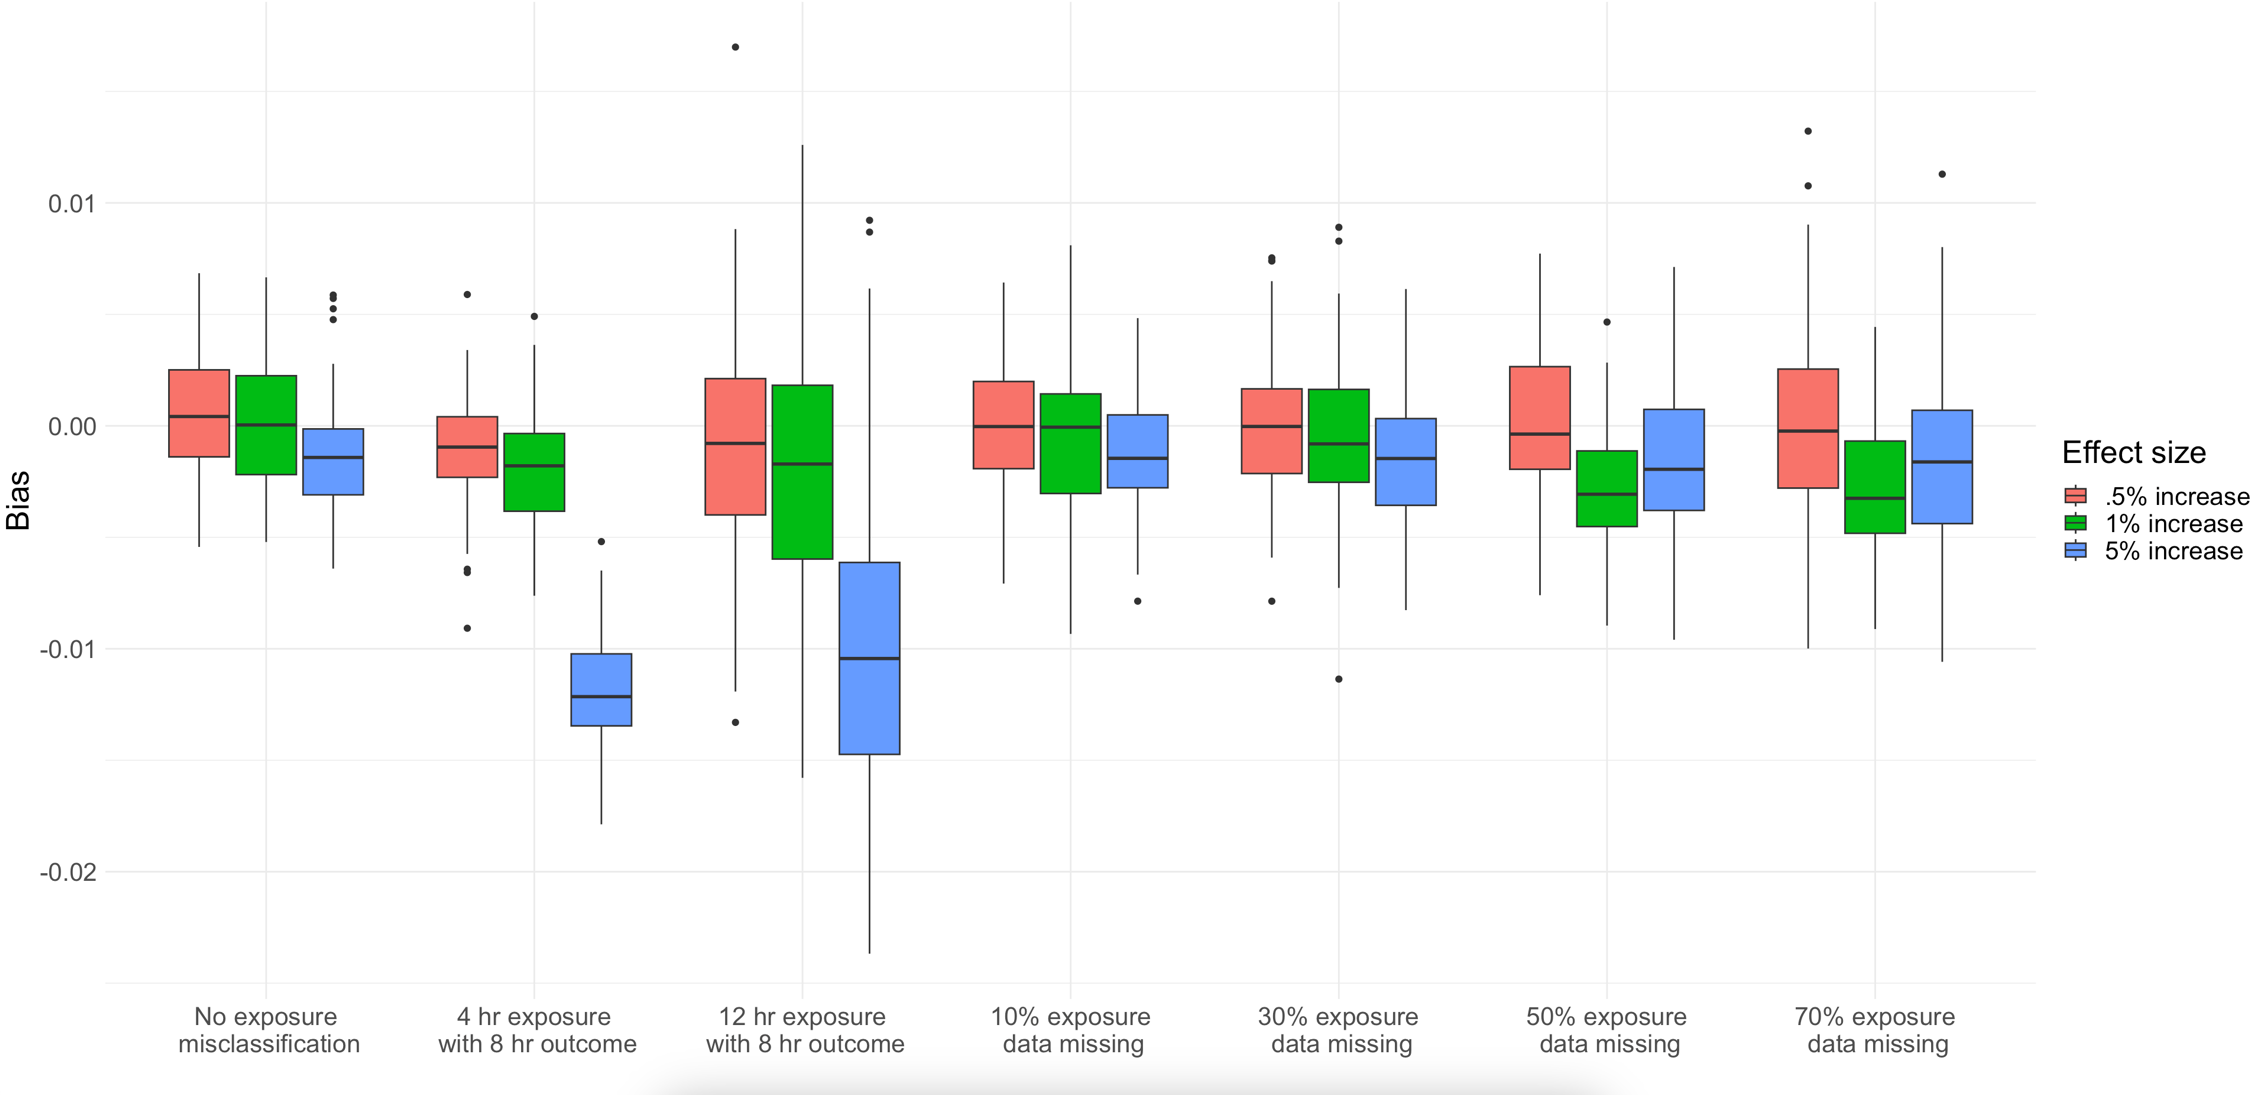 Bias
0.01
0.00
-0.01
-0.02
No exposure
misclassification
4 hr exposure
with 8 hr outcome
12 hr exposure
with 8 hr outcome
10% exposure
data missing
30% exposure
data missing
50% exposure
data missing
70% exposure
data missing
Effect size
.5% increase
1% increase
5% increase